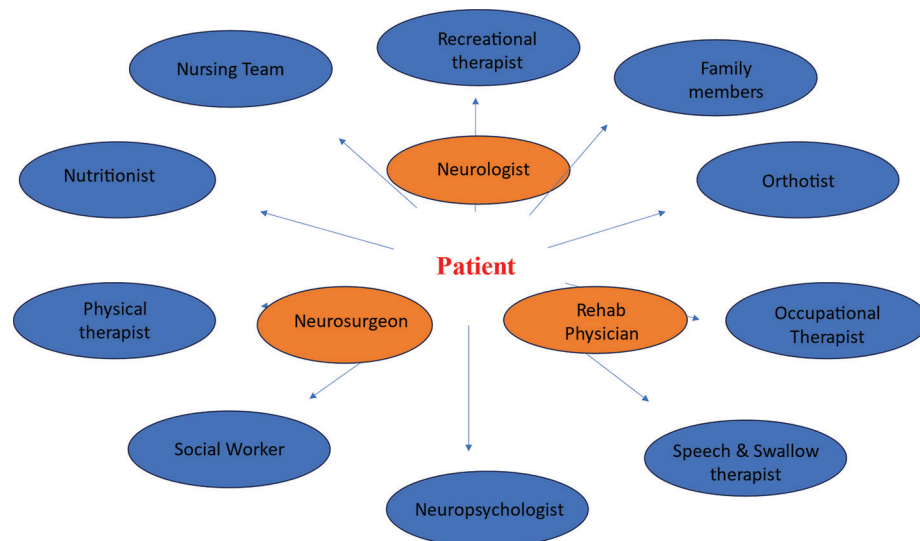 Recreational
therapist
Nursing Team
Family
members
Neurologist
Nutritionist
Orthotist
Patient
Physical
therapist
Neurosurgeon
Rehab
Physician
Occupational
Therapist
Social Worker
Speech & Swallow
therapist
Neuropsychologist